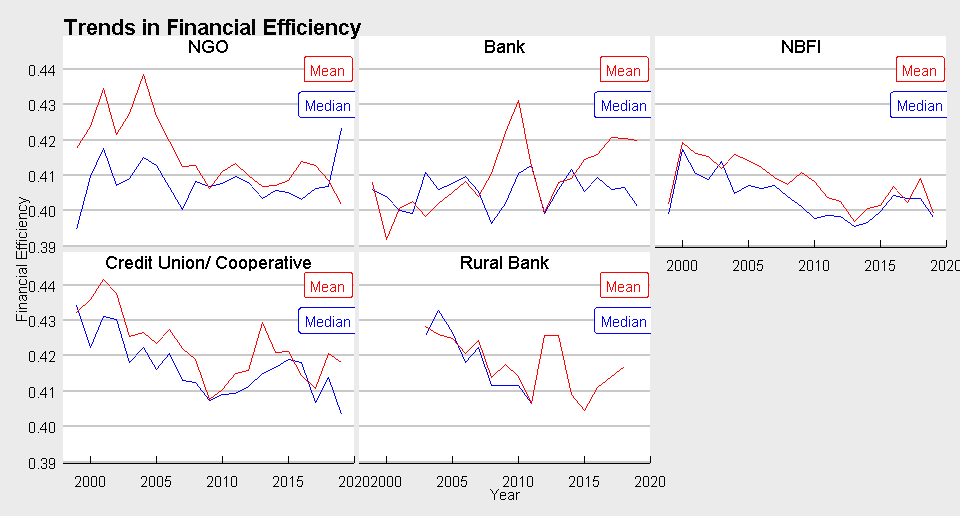 Trends in Financial Efficiency
NGO
Bank
NBFI
0.44
0.43
0.42
0.41
0.40
0.39
Mean
Median
Mean
Median
Mean
Median
2000 2005 2010 2015 2020
Credit Union/ Cooperative
Rural Bank
0.44
0.43
0.42
0.41
0.40
0.39
Mean
Median
Mean
Median
Financial Efficiency
2000 2005 2010 2015 2020
2000 2005 2010 2015 2020
Year